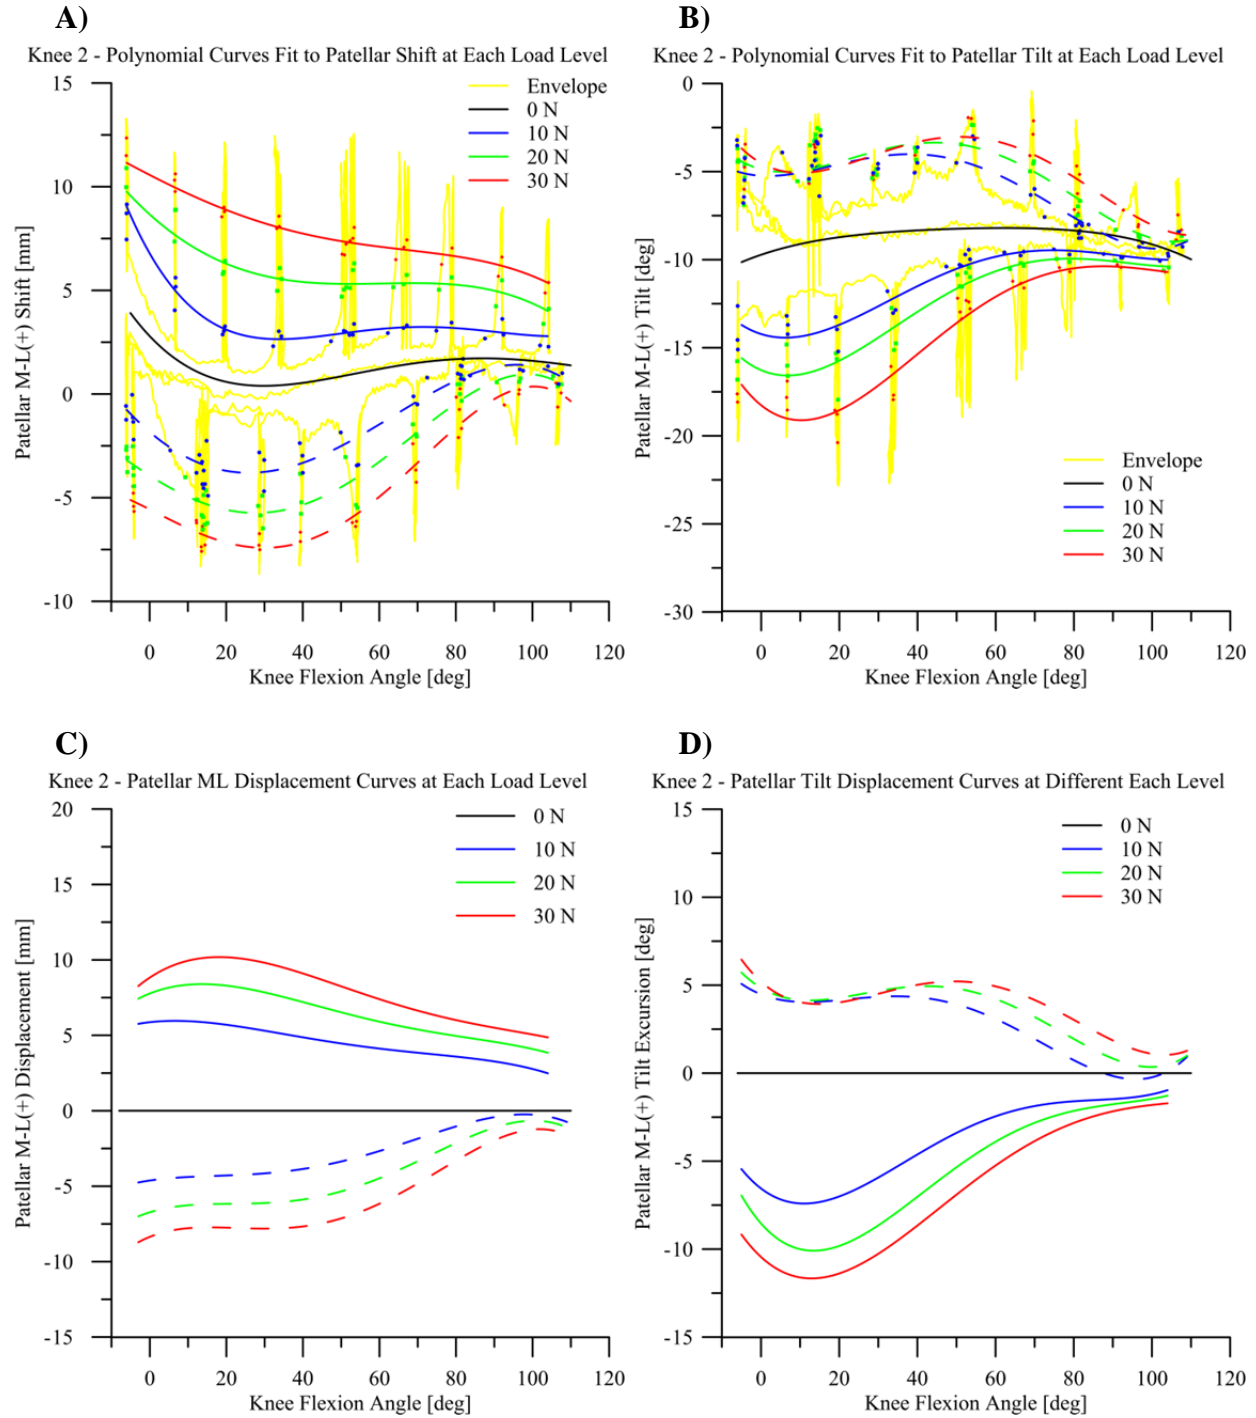 A)
Knee 2 - Polynomial Curves Fit to Patellar Shift at Each Load Level
Envelope
0 N
10 N
20 N
30 N
15
10
5
0
-5
-10
Patellar M-L(+) Shift [mm]
0 20 40 60 80 100 120
Knee Flexion Angle [deg]
B)
Knee 2 - Polynomial Curves Fit to Patellar Tilt at Each Load Level
0
-5
-10
-15
-20
-25
-30
Patellar M-L(+) Tilt [deg]
Envelope
0 N
10 N
20 N
30 N
0 20 40 60 80 100 120
Knee Flexion Angle [deg]
C)
Knee 2 - Patellar ML Displacement Curves at Each Load Level
0 N
10 N
20 N
30 N
20
15
10
5
0
-5
-10
-15
Patellar M-L(+) Displacement [mm]
0 20 40 60 80 100 120
Knee Flexion Angle [deg]
D)
Knee 2 - Patellar Tilt Displacement Curves at Different Each Level
0 N
10 N
20 N
30 N
15
10
5
0
-5
-10
-15
Patellar M-L(+) Tilt Excursion [deg]
0 20 40 60 80 100 120
Knee Flexion Angle [deg]